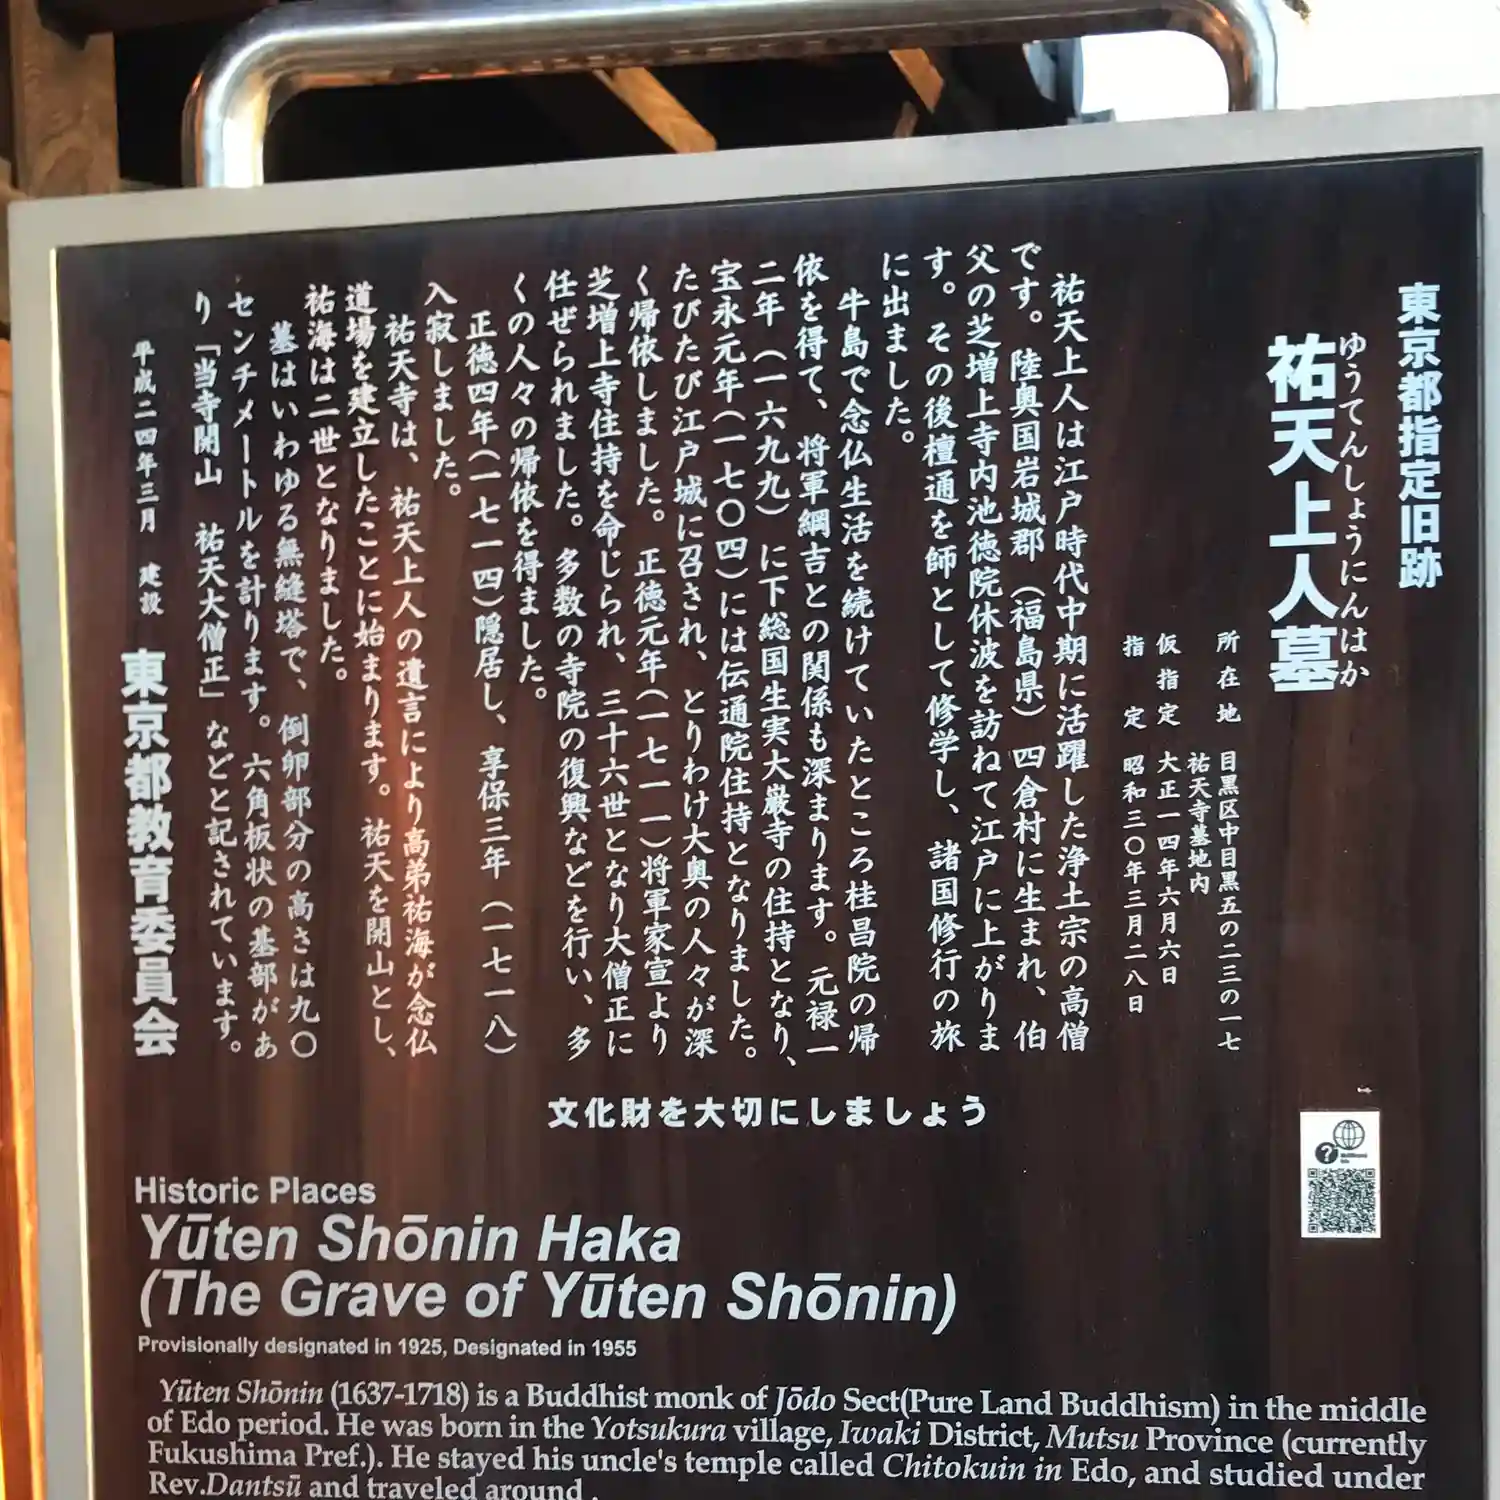 東京都指定旧跡
祐天上人墓
ゆうてんしょうにんはか
所在地 目黒区中目黒五の二三の一七
祐天寺墓地内
仮指定 大正一四年六月六日
指定 昭和三〇年三月二八日
祐天上人は江戸時代中期に活躍した浄土宗の高僧
です。陸奥国岩城郡（福島県）四倉村に生まれ、伯
父の芝増上寺内池徳院休波を訪ねて江戸に上がりま
す。その後檀通を師として修学し、諸国修行の旅
に出ました。
牛島で念仏生活を続けていたところ桂昌院の帰
依を得て、将軍綱吉との関係も深まります。元禄一
二年（一六九九）に下総国生実大巌寺の住持となり、
宝永元年（一七〇四）には伝通院住持となりました。
たびたび江戸城に召され、とりわけ大奥の人々が深
く帰依しました。正徳元年（一七一一）将軍家宣より
芝増上寺住持を命じられ、三十六世となり大僧正に
任ぜられました。多数の寺院の復興などを行い、多
くの人々の帰依を得ました。
正徳四年（一七一四）隠居し、享保三年（一七一八）
入寂しました。
祐天寺は、祐天上人の遺言により高弟祐海が念仏
道場を建立したことに始まります。祐天を開山とし、
祐海は二世となりました。
墓はいわゆる無縫塔で、倒卵部分の高さは九〇
センチメートルを計ります。六角板状の基部があ
り「当寺開山 祐天大僧正」などと記されています。
平成二四年三月 建設
東京都教育委員会
文化財を大切にしましょう
Historic Places
Yūten Shōnin Haka
(The Grave of Yūten Shōnin)
Provisionally designated in 1925, Designated in 1955
Yūten Shōnin (1637-1718) is a Buddhist monk of Jōdo Sect(Pure Land Buddhism) in the middle
of Edo period. He was born in the Yotsukura village, Iwaki District, Mutsu Province (currently
Fukushima Pref.). He stayed his uncle's temple called Chitokuin in Edo, and studied under
Rev.Dantsū and traveled around .